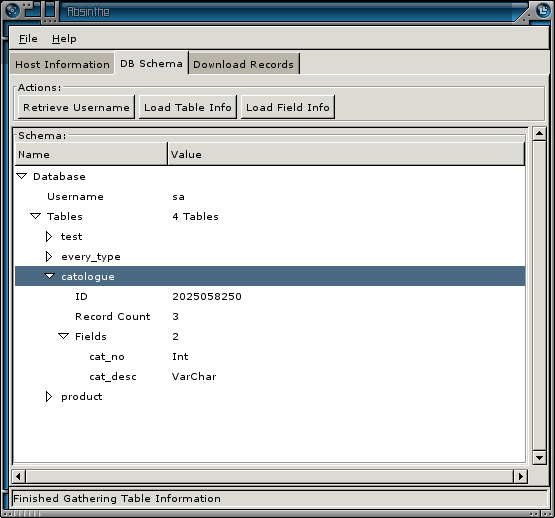 Absinthe
File Help
Host Information DB Schema Download Records
Actions:
Retrieve Username Load Table Info Load Field Info
Schema:
Name Value
Database
Username sa
Tables 4 Tables
test
every_type
catologue
ID 2025058250
Record Count 3
Fields 2
cat_no Int
cat_desc VarChar
product
Finished Gathering Table Information